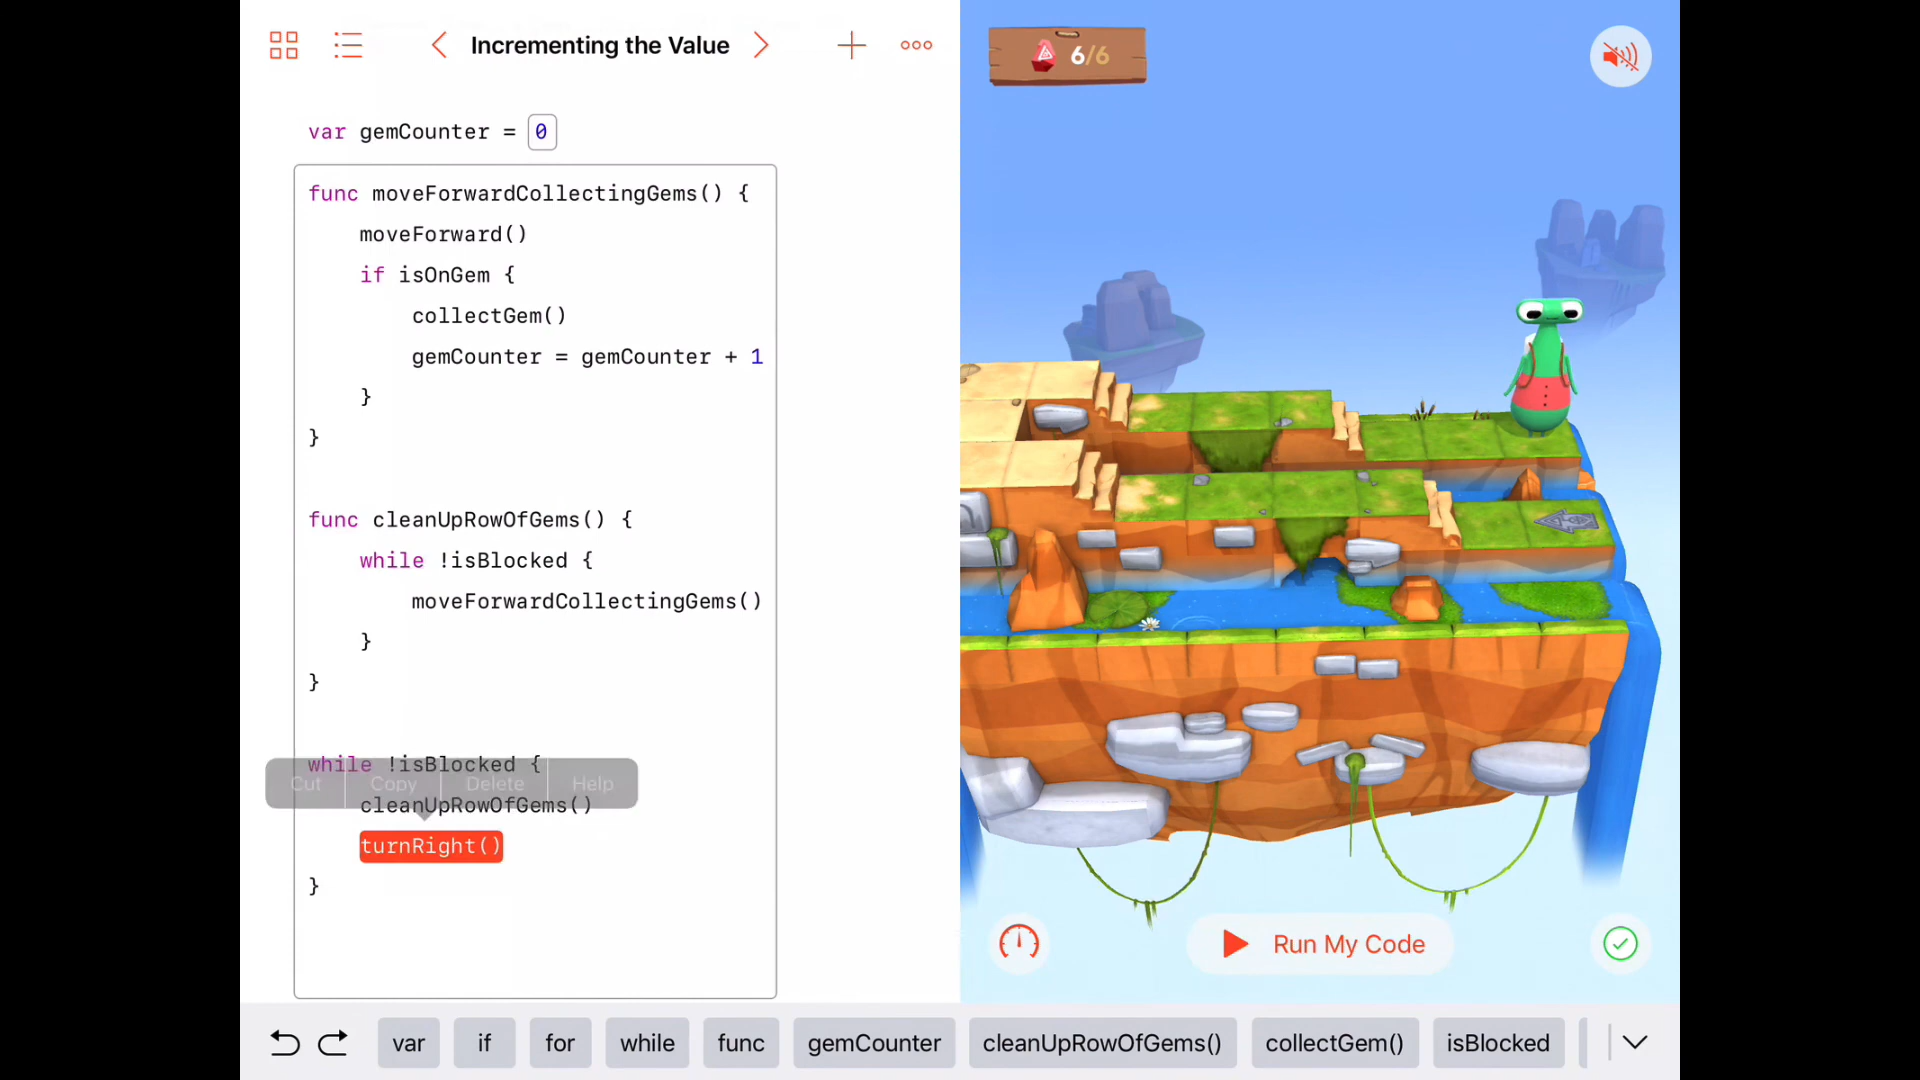 Incrementing the Value
6/6
var gemCounter = 0
func moveForwardCollectingGems() {
moveForward()
if isOnGem {
collectGem()
gemCounter = gemCounter + 1
}
}
func cleanUpRowOfGems() {
while !isBlocked {
moveForwardCollectingGems()
}
}
while !isBlocked {
Cut Copy Delete Help
cleanUpRowOfGems()
turnRight()
}
Run My Code
var if for while func gemCounter cleanUpRowOfGems() collectGem() isBlocked